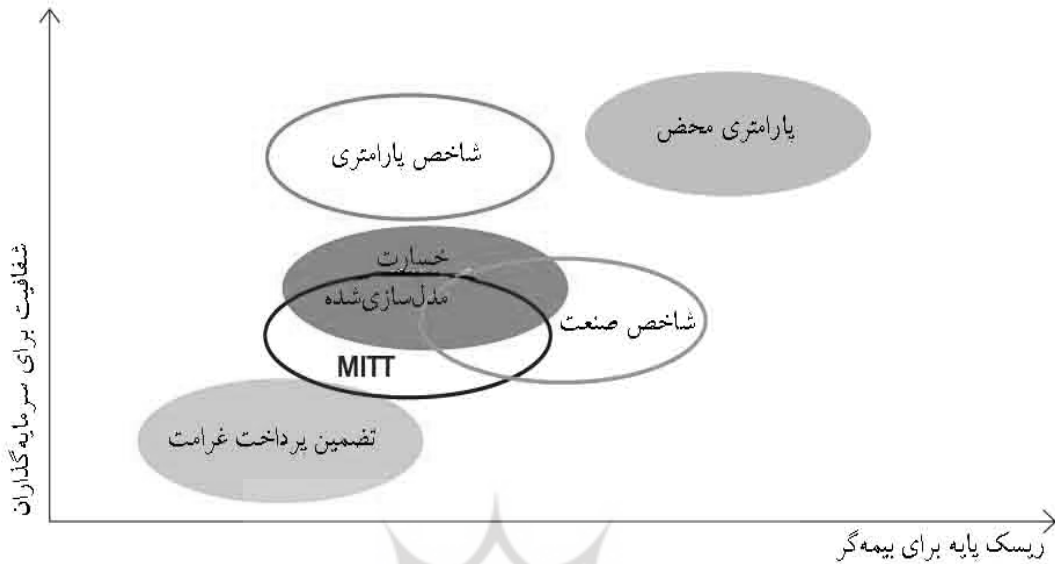 پارامتری محض
شاخص پارامتری
خسارت
مدل‌سازی‌شده
شاخص صنعت
MITT
تضمین پرداخت غرامت
شفافیت برای سرمایه‌گذاران
ریسک پایه برای بیمه‌گر